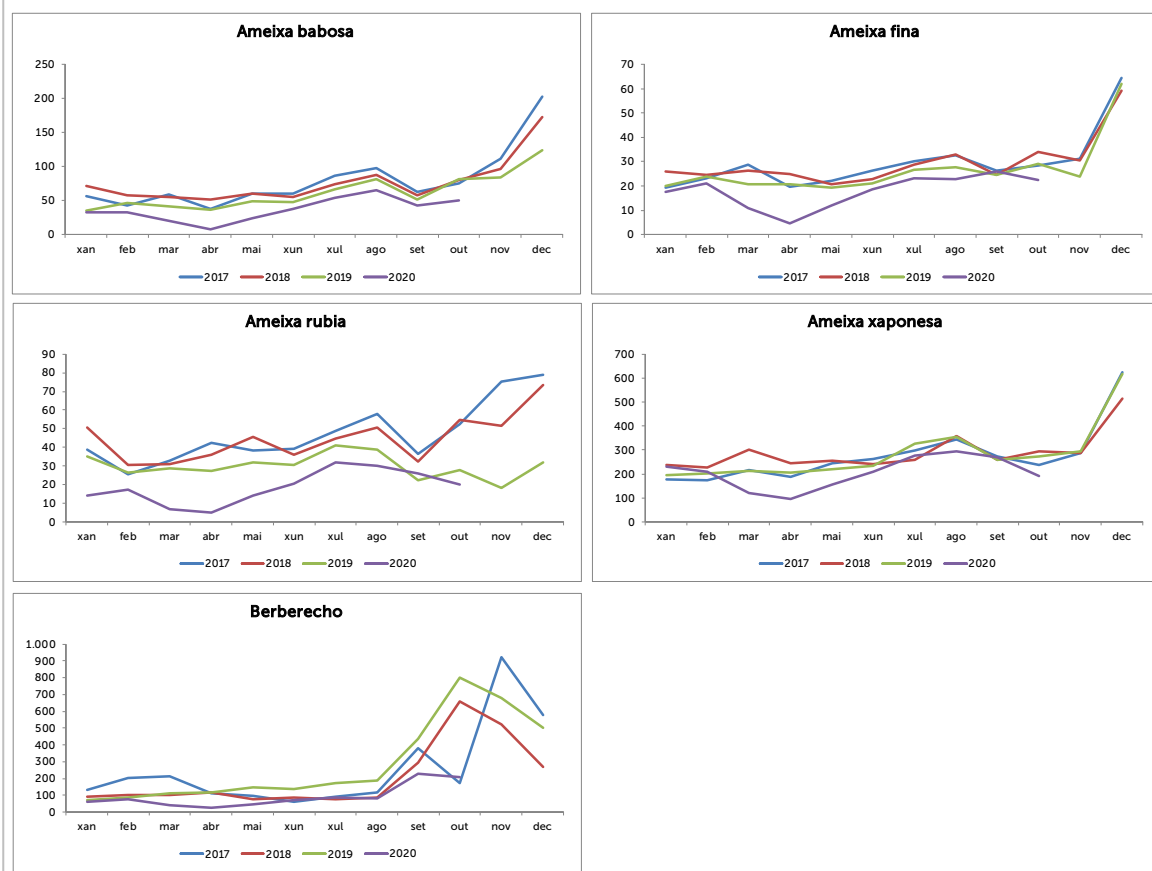 Ameixa babosa
250
200
150
100
50
0
xan feb mar abr mai xun xul ago set out nov dec
2017 2018 2019 2020
Ameixa fina
70
60
50
40
30
20
10
0
xan feb mar abr mai xun xul ago set out nov dec
2017 2018 2019 2020
Ameixa rubia
90
80
70
60
50
40
30
20
10
0
xan feb mar abr mai xun xul ago set out nov dec
2017 2018 2019 2020
Ameixa xaponesa
700
600
500
400
300
200
100
0
xan feb mar abr mai xun xul ago set out nov dec
2017 2018 2019 2020
Berberecho
1.000
900
800
700
600
500
400
300
200
100
0
xan feb mar abr mai xun xul ago set out nov dec
2017 2018 2019 2020